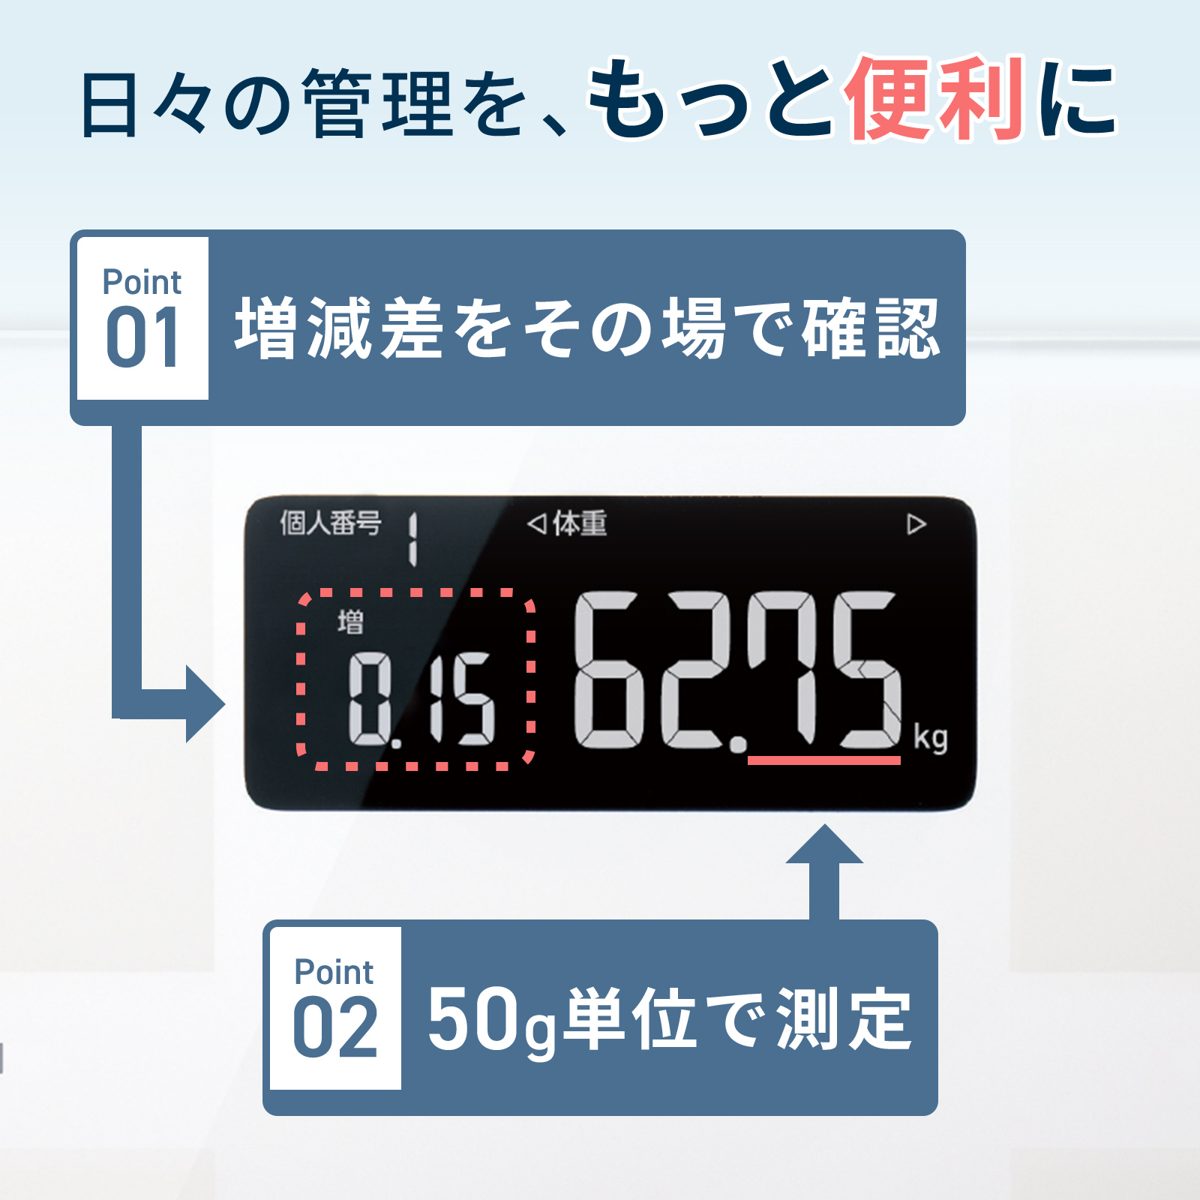 日々の管理を、もっと便利に
Point
01
増減差をその場で確認
個人番号 1
◁体重 ▷
増
0.15
62.75 kg
Point
02
50g単位で測定